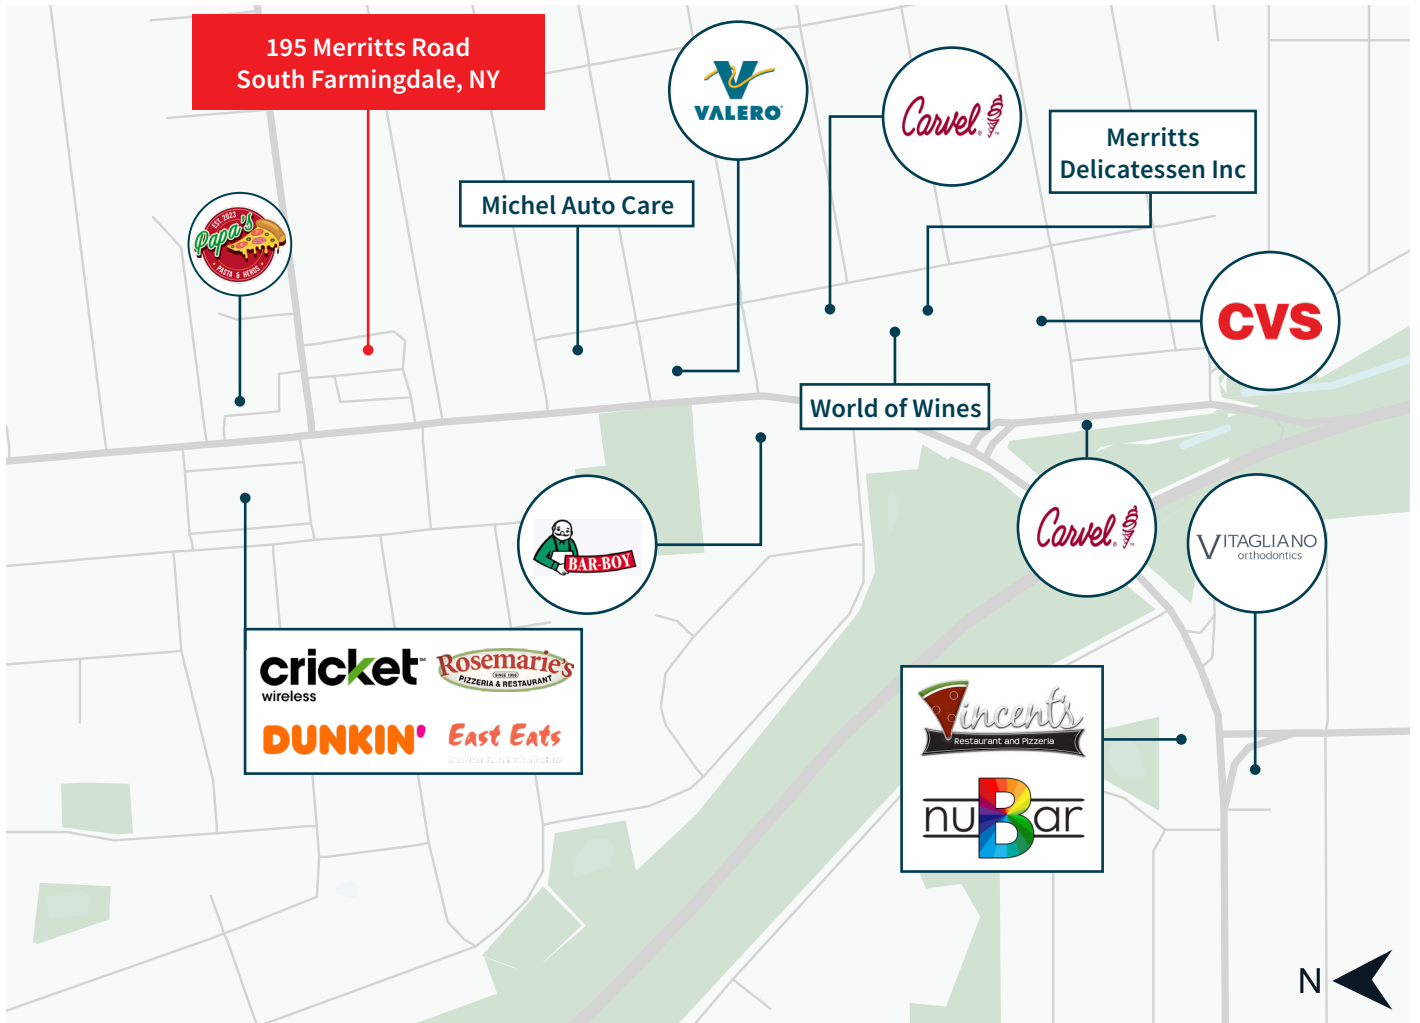 195 Merritts Road
South Farmingdale, NY
VALERO
Carvel
Merritts
Delicatessen Inc
Michel Auto Care
EST. 2023
Papa's
PASTA & HEROS
CVS
World of Wines
BAR-BOY
Carvel
VITAGLIANO
orthodontics
cricket
wireless
Rosemarie's
SINCE 1996
PIZZERIA & RESTAURANT
DUNKIN'
East Eats
Vincent's
Restaurant and Pizzeria
nuBar
N